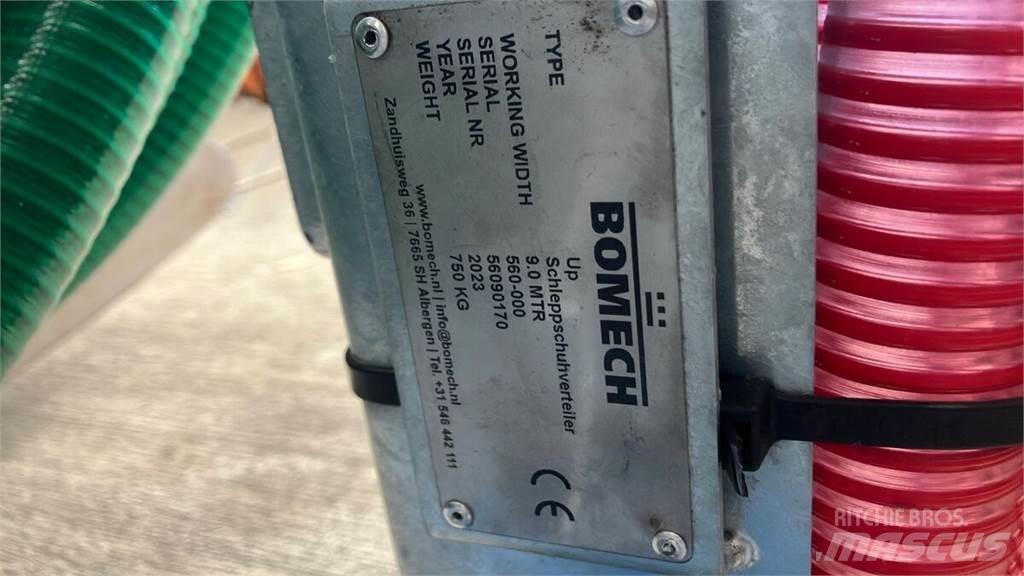 BOMECH
Up
TYPE Schleppschuhverteiler
WORKING WIDTH 9.0 MTR
SERIAL 560-000
SERIAL NR 56090170
YEAR 2023
WEIGHT 750 KG
www.bomech.nl | info@bomech.nl
Zandhuisweg 36 | 7665 SH Albergen | Tel. +31 546 442 111
CE
RITCHIE BROS.
MASCUS